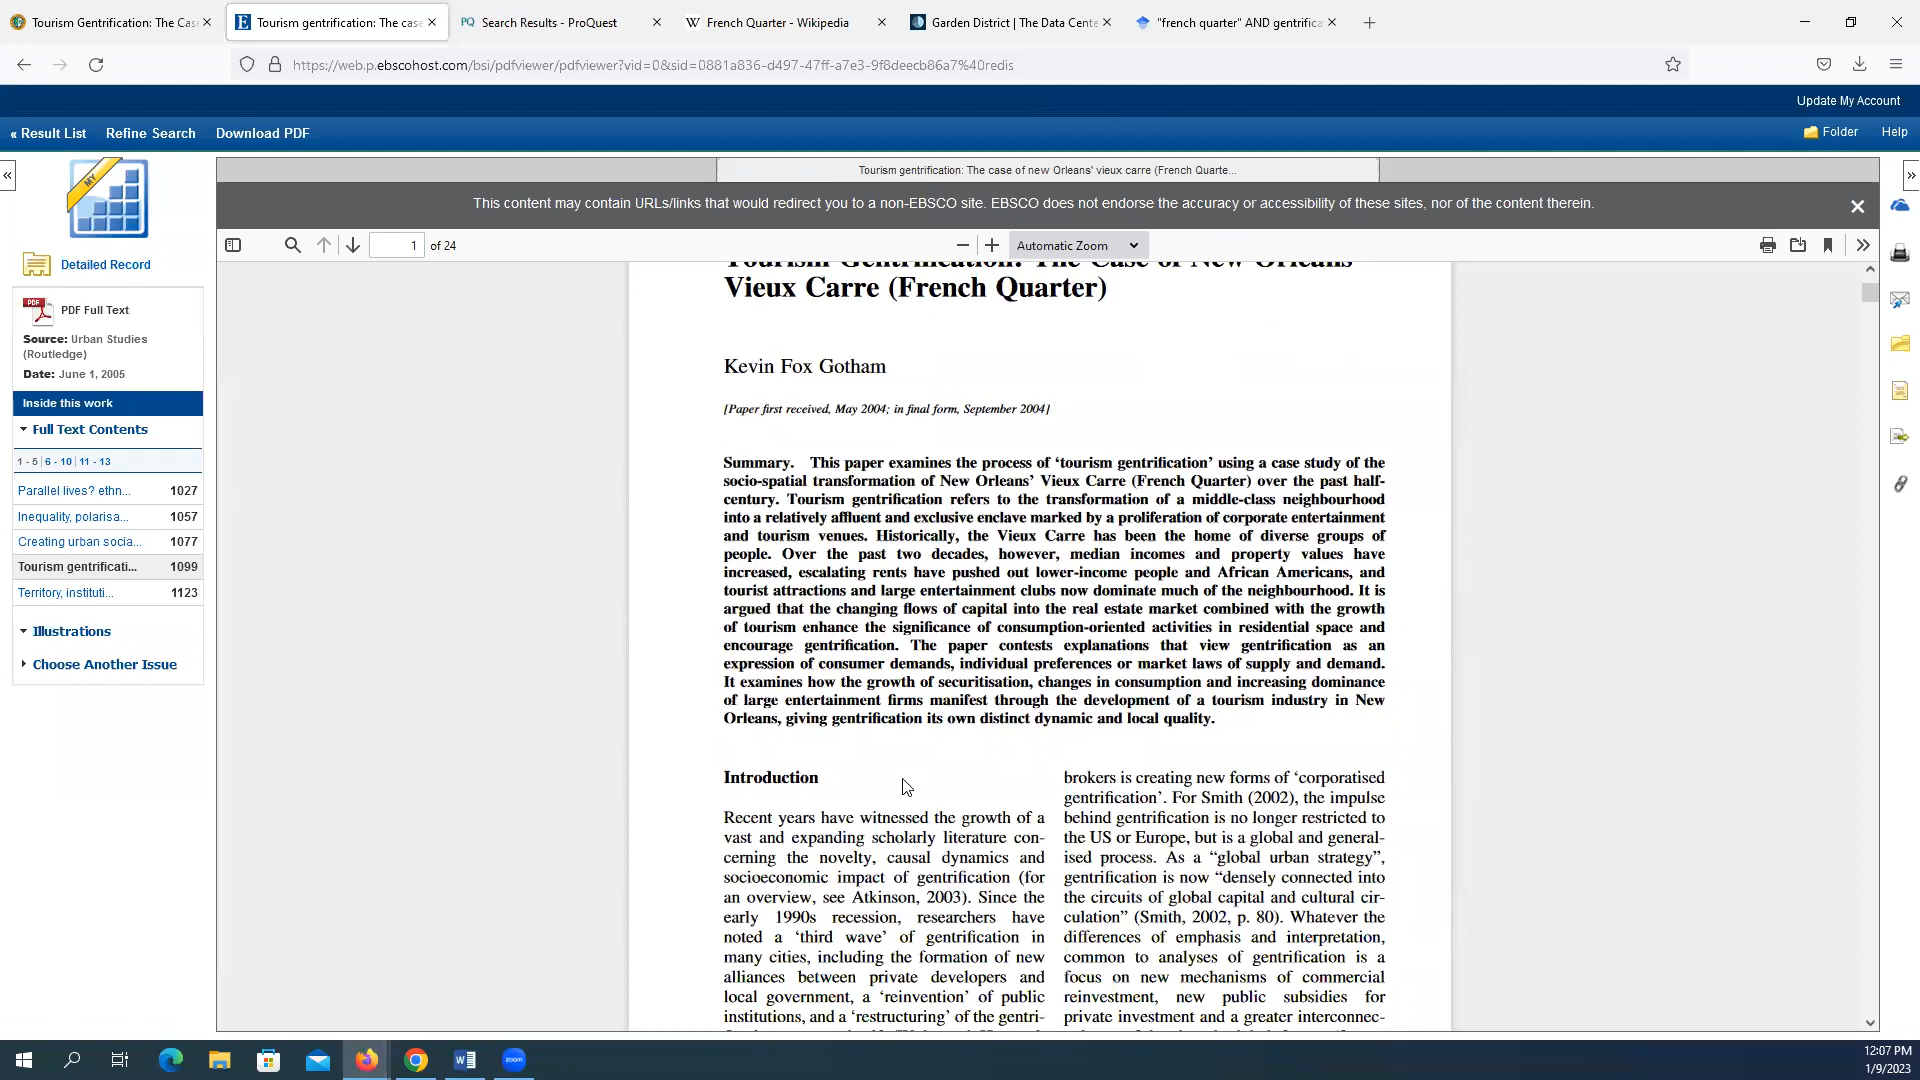 Tourism Gentrification: The Cas
Tourism gentrification: The case
PQ Search Results - ProQuest
W French Quarter - Wikipedia
Garden District | The Data Cente
"french quarter" AND gentrifica
https://web.p.ebscohost.com/bsi/pdfviewer/pdfviewer?vid=0&sid=0881a836-d497-47ff-a7e3-9f8deecb86a7%40redis
Update My Account
« Result List Refine Search Download PDF
Folder Help
Tourism gentrification: The case of new Orleans' vieux carre (French Quarte...
This content may contain URLs/links that would redirect you to a non-EBSCO site. EBSCO does not endorse the accuracy or accessibility of these sites, nor of the content therein.
1 of 24
Automatic Zoom
MY
Detailed Record
PDF PDF Full Text
Source: Urban Studies
(Routledge)
Date: June 1, 2005
Inside this work
Full Text Contents
1 - 5 | 6 - 10 | 11 - 13
Parallel lives? ethn... 1027
Inequality, polarisa... 1057
Creating urban socia... 1077
Tourism gentrificati... 1099
Territory, instituti... 1123
Illustrations
Choose Another Issue
Tourism Gentrification: The Case of New Orleans'
Vieux Carre (French Quarter)
Kevin Fox Gotham
[Paper first received, May 2004; in final form, September 2004]
Summary. This paper examines the process of ‘tourism gentrification’ using a case study of the
socio-spatial transformation of New Orleans’ Vieux Carre (French Quarter) over the past half-
century. Tourism gentrification refers to the transformation of a middle-class neighbourhood
into a relatively affluent and exclusive enclave marked by a proliferation of corporate entertainment
and tourism venues. Historically, the Vieux Carre has been the home of diverse groups of
people. Over the past two decades, however, median incomes and property values have
increased, escalating rents have pushed out lower-income people and African Americans, and
tourist attractions and large entertainment clubs now dominate much of the neighbourhood. It is
argued that the changing flows of capital into the real estate market combined with the growth
of tourism enhance the significance of consumption-oriented activities in residential space and
encourage gentrification. The paper contests explanations that view gentrification as an
expression of consumer demands, individual preferences or market laws of supply and demand.
It examines how the growth of securitisation, changes in consumption and increasing dominance
of large entertainment firms manifest through the development of a tourism industry in New
Orleans, giving gentrification its own distinct dynamic and local quality.
Introduction
Recent years have witnessed the growth of a
vast and expanding scholarly literature con-
cerning the novelty, causal dynamics and
socioeconomic impact of gentrification (for
an overview, see Atkinson, 2003). Since the
early 1990s recession, researchers have
noted a ‘third wave’ of gentrification in
many cities, including the formation of new
alliances between private developers and
local government, a ‘reinvention’ of public
institutions, and a ‘restructuring’ of the gentri-
brokers is creating new forms of ‘corporatised
gentrification’. For Smith (2002), the impulse
behind gentrification is no longer restricted to
the US or Europe, but is a global and general-
ised process. As a “global urban strategy”,
gentrification is now “densely connected into
the circuits of global capital and cultural cir-
culation” (Smith, 2002, p. 80). Whatever the
differences of emphasis and interpretation,
common to analyses of gentrification is a
focus on new mechanisms of commercial
reinvestment, new public subsidies for
private investment and a greater interconnec-
zoom
12:07 PM
1/9/2023